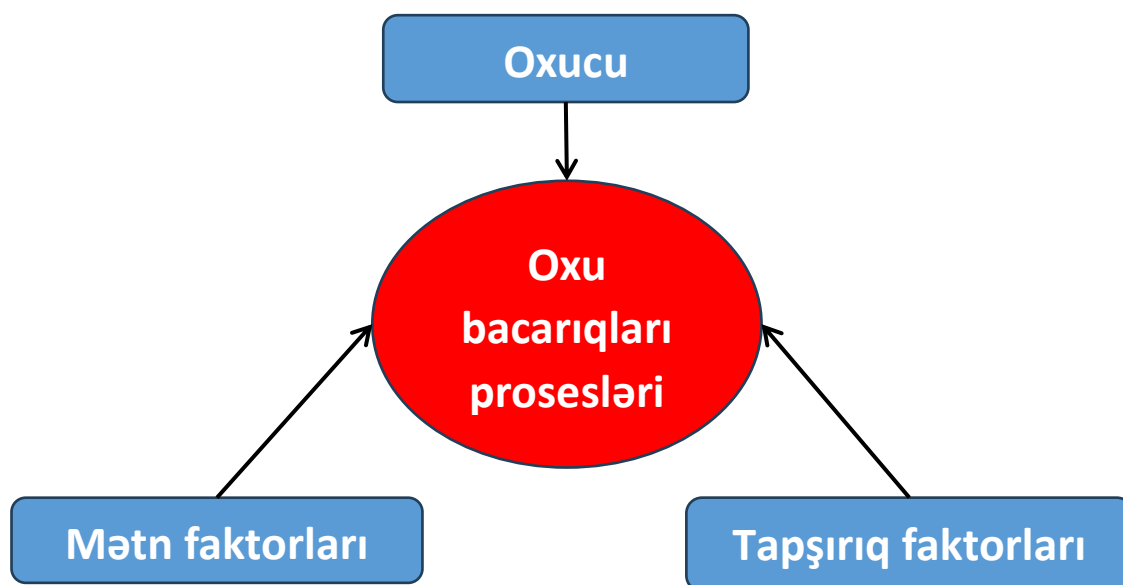 Oxucu
Oxu
bacarıqları
prosesləri
Mətn faktorları
Tapşırıq faktorları